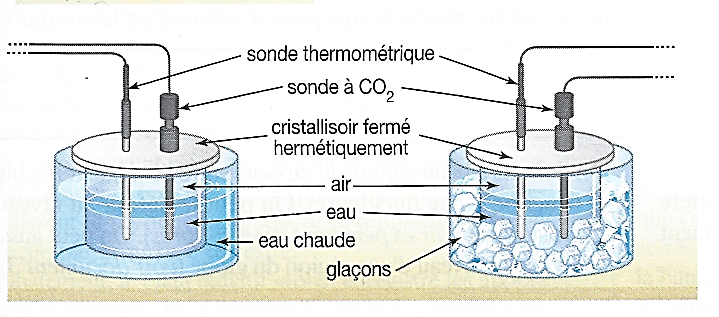 sonde thermométrique
sonde à CO₂
cristallisoir fermé
hermétiquement
air
eau
eau chaude
glaçons